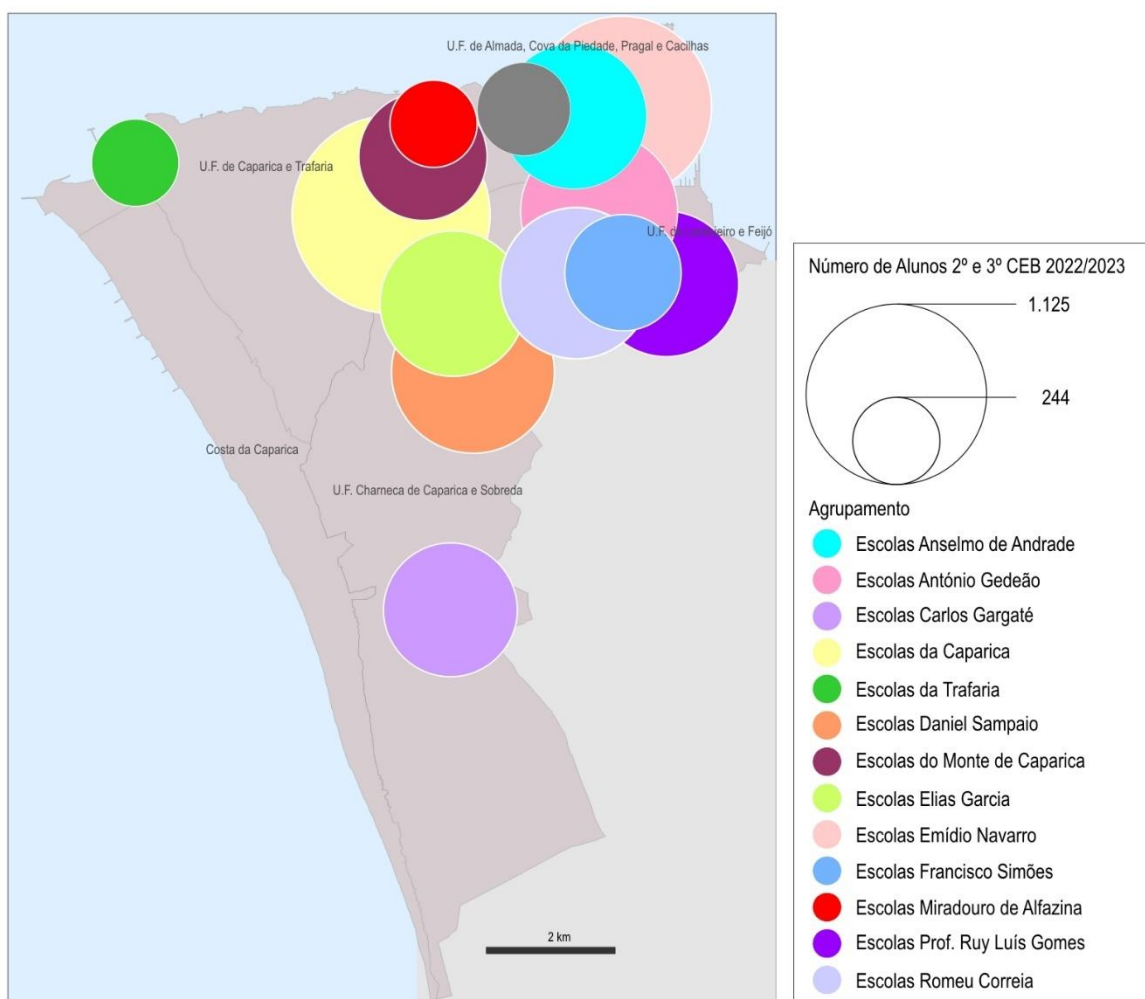 U.F. de Almada, Cova da Piedade, Pragal e Cacilhas
U.F. de Caparica e Trafaria
U.F. de Feijó
Costa da Caparica
U.F. Charneca de Caparica e Sobreda
2 km
Número de Alunos 2º e 3º CEB 2022/2023
1.125
244
Agrupamento
Escolas Anselmo de Andrade
Escolas António Gedeão
Escolas Carlos Gargaté
Escolas da Caparica
Escolas da Trafaria
Escolas Daniel Sampaio
Escolas do Monte de Caparica
Escolas Elias Garcia
Escolas Emídio Navarro
Escolas Francisco Simões
Escolas Miradouro de Alfazina
Escolas Prof. Ruy Luís Gomes
Escolas Romeu Correia